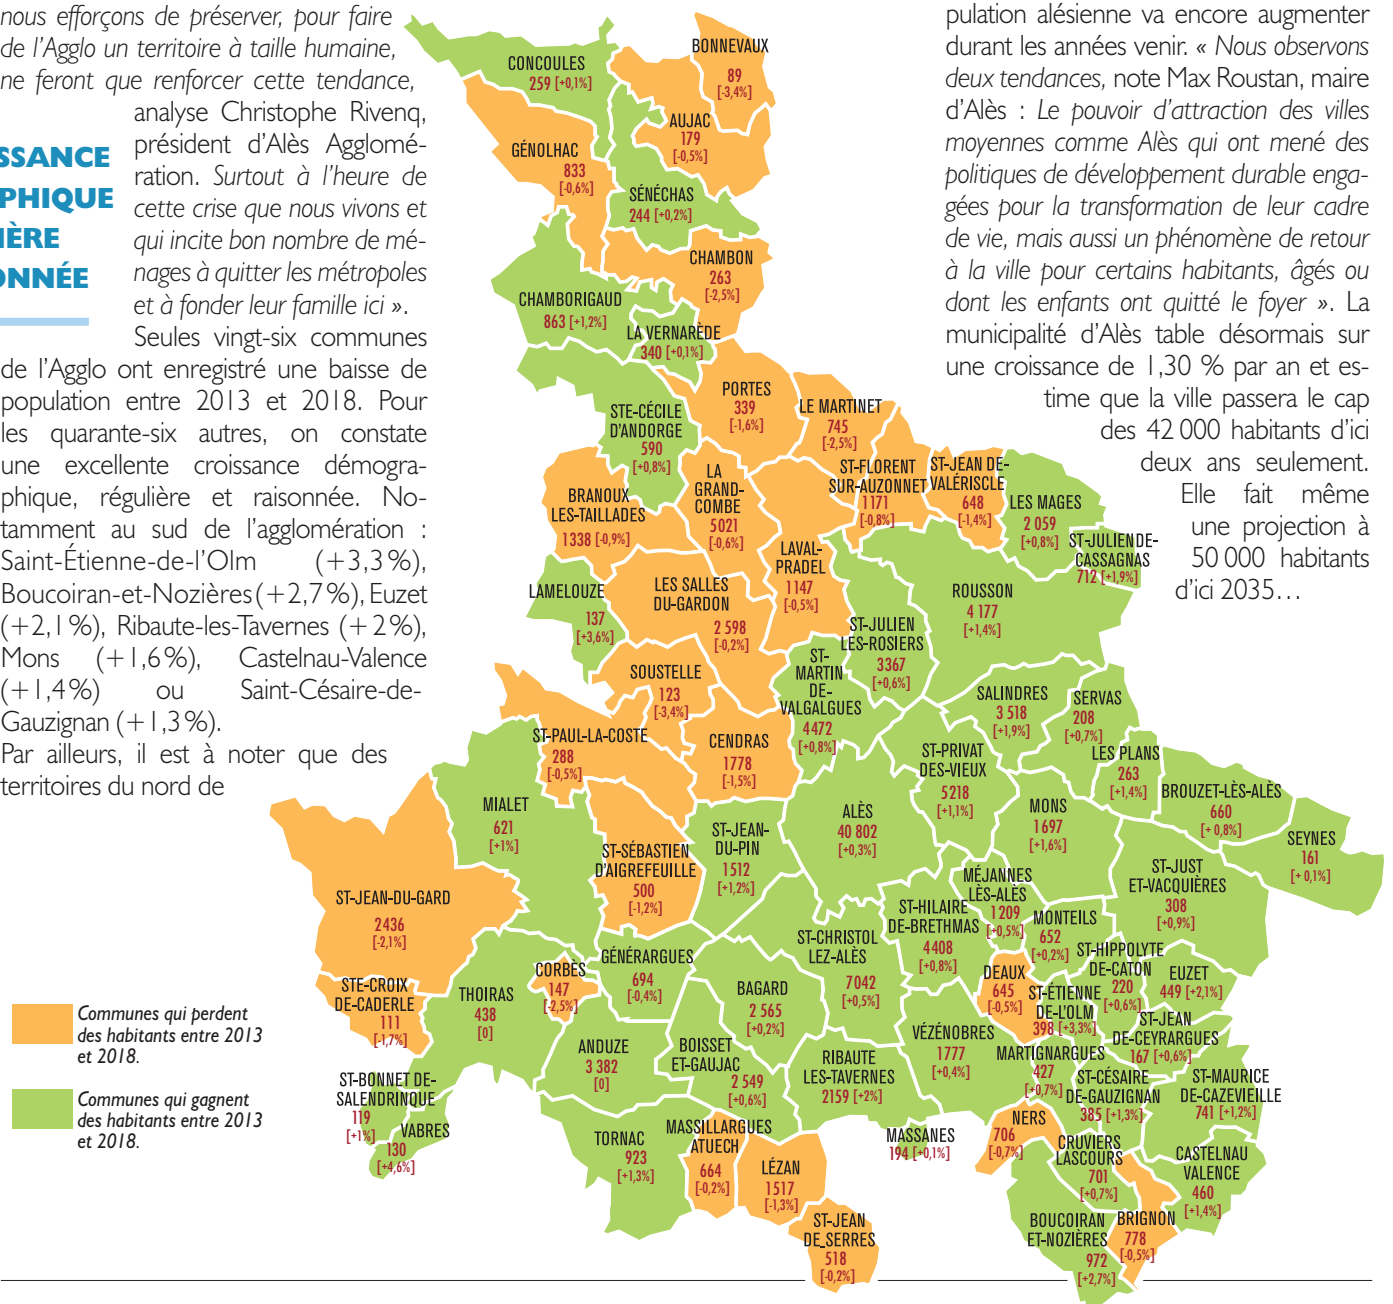 nous efforçons de préserver, pour faire
de l'Agglo un territoire à taille humaine,
ne feront que renforcer cette tendance,
analyse Christophe Rivenq,
président d'Alès Agglomé-
ration. Surtout à l'heure de
cette crise que nous vivons et
qui incite bon nombre de mé-
nages à quitter les métropoles
et à fonder leur famille ici ».
Seules vingt-six communes
de l'Agglo ont enregistré une baisse de
population entre 2013 et 2018. Pour
les quarante-six autres, on constate
une excellente croissance démogra-
phique, régulière et raisonnée. No-
tamment au sud de l'agglomération :
Saint-Étienne-de-l'Olm (+3,3%),
Boucoiran-et-Nozières (+2,7%), Euzet
(+2,1%), Ribaute-les-Tavernes (+2%),
Mons (+1,6%), Castelnau-Valence
(+1,4%) ou Saint-Césaire-de-
Gauzignan (+1,3%).
Par ailleurs, il est à noter que des
territoires du nord de
SSANCE
PHIQUE
IÈRE
ONNÉE
pulation alésienne va encore augmenter
durant les années venir. « Nous observons
deux tendances, note Max Roustan, maire
d'Alès : Le pouvoir d'attraction des villes
moyennes comme Alès qui ont mené des
politiques de développement durable enga-
gées pour la transformation de leur cadre
de vie, mais aussi un phénomène de retour
à la ville pour certains habitants, âgés ou
dont les enfants ont quitté le foyer ». La
municipalité d'Alès table désormais sur
une croissance de 1,30 % par an et es-
time que la ville passera le cap
des 42 000 habitants d'ici
deux ans seulement.
Elle fait même
une projection à
50 000 habitants
d'ici 2035…
CONCOULES
259 [+0,1%]
BONNEVAUX
89
[-3,4%]
AUJAC
179
[-0,5%]
GÉNOLHAC
833
[-0,6%]
SÉNÉCHAS
244 [+0,2%]
CHAMBON
263
[-2,5%]
CHAMBORIGAUD
863 [+1,2%]
LA VERNARÈDE
340 [+0,1%]
PORTES
339
[-1,6%]
LE MARTINET
745
[-2,5%]
STE-CÉCILE
D'ANDORGE
590
[+0,8%]
ST-FLORENT
SUR-AUZONNET
1171
[-0,8%]
ST-JEAN DE-
VALÉRISCLE
648
[-1,4%]
LES MAGES
2 059
[+0,8%]
ST-JULIEN DE-
CASSAGNAS
712 [+1,9%]
LA
GRAND-
COMBE
5021
[-0,6%]
BRANOUX
LES-TAILLADES
1338 [-0,9%]
LAVAL-
PRADEL
1147
[-0,5%]
LAMELOUZE
137
[+3,6%]
LES SALLES
DU-GARDON
2 598
[-0,2%]
ROUSSON
4 177
[+1,4%]
ST-JULIEN
LES-ROSIERS
3367
[+0,6%]
ST-
MARTIN
DE-
VALGALGUES
4472
[+0,8%]
SOUSTELLE
123
[-3,4%]
SALINDRES
3 518
[+1,9%]
SERVAS
208
[+0,7%]
ST-PAUL-LA-COSTE
288
[-0,5%]
CENDRAS
1778
[-1,5%]
ST-PRIVAT
DES-VIEUX
5218
[+1,1%]
LES PLANS
263
[+1,4%]
BROUZET-LÈS-ALÈS
660
[+ 0,8%]
SEYNES
161
[+ 0,1%]
MIALET
621
[+1%]
ALÈS
40 802
[+0,3%]
MONS
1697
[+1,6%]
ST-JEAN-
DU-PIN
1512
[+1,2%]
ST-SÉBASTIEN
D'AIGREFEUILLE
500
[-1,2%]
ST-JUST
ET-VACQUIÈRES
308
[+0,9%]
MÉJANNES
LÈS-ALÈS
1209
[+0,5%]
ST-JEAN-DU-GARD
2436
[-2,1%]
ST-HILAIRE
DE-BRETHMAS
4408
[+0,8%]
MONTEILS
652
[+0,2%]
ST-CHRISTOL
LEZ-ALÈS
7042
[+0,5%]
ST-HIPPOLYTE
DE-CATON
220
[+0,6%]
EUZET
449 [+2,1%]
GÉNÉRARGUES
694
[-0,4%]
CORBÈS
147
[-2,5%]
DEAUX
645
[-0,5%]
ST-ÉTIENNE
DE-L'OLM
398 [+3,3%]
STE-CROIX
DE-CADERLE
111
[-1,7%]
THOIRAS
438
[0]
BAGARD
2 565
[+0,2%]
ST-JEAN
DE-CEYRARGUES
167 [+0,6%]
VÉZÉNOBRES
1777
[+0,4%]
ANDUZE
3 382
[0]
BOISSET
ET-GAUJAC
2 549
[+0,6%]
RIBAUTE
LES-TAVERNES
2159 [+2%]
MARTIGNARGUES
427
[+0,7%]
ST-CÉSAIRE
DE-GAUZIGNAN
385 [+1,3%]
ST-MAURICE
DE-CAZEVIEILLE
741 [+1,2%]
ST-BONNET DE-
SALENDRINQUE
119
[+1%]
VABRES
130
[+4,6%]
TORNAC
923
[+1,3%]
MASSILLARGUES
ATUECH
664
[-0,2%]
LÉZAN
1517
[-1,3%]
MASSANES
194 [+0,1%]
NERS
706
[-0,7%]
CRUVIERS
LASCOURS
701
[+0,7%]
CASTELNAU
VALENCE
460
[+1,4%]
ST-JEAN
DE_SERRES
518
[-0,2%]
BOUCOIRAN
ET-NOZIÈRES
972
[+2,7%]
BRIGNON
778
[-0,5%]
Communes qui perdent
des habitants entre 2013
et 2018.
Communes qui gagnent
des habitants entre 2013
et 2018.